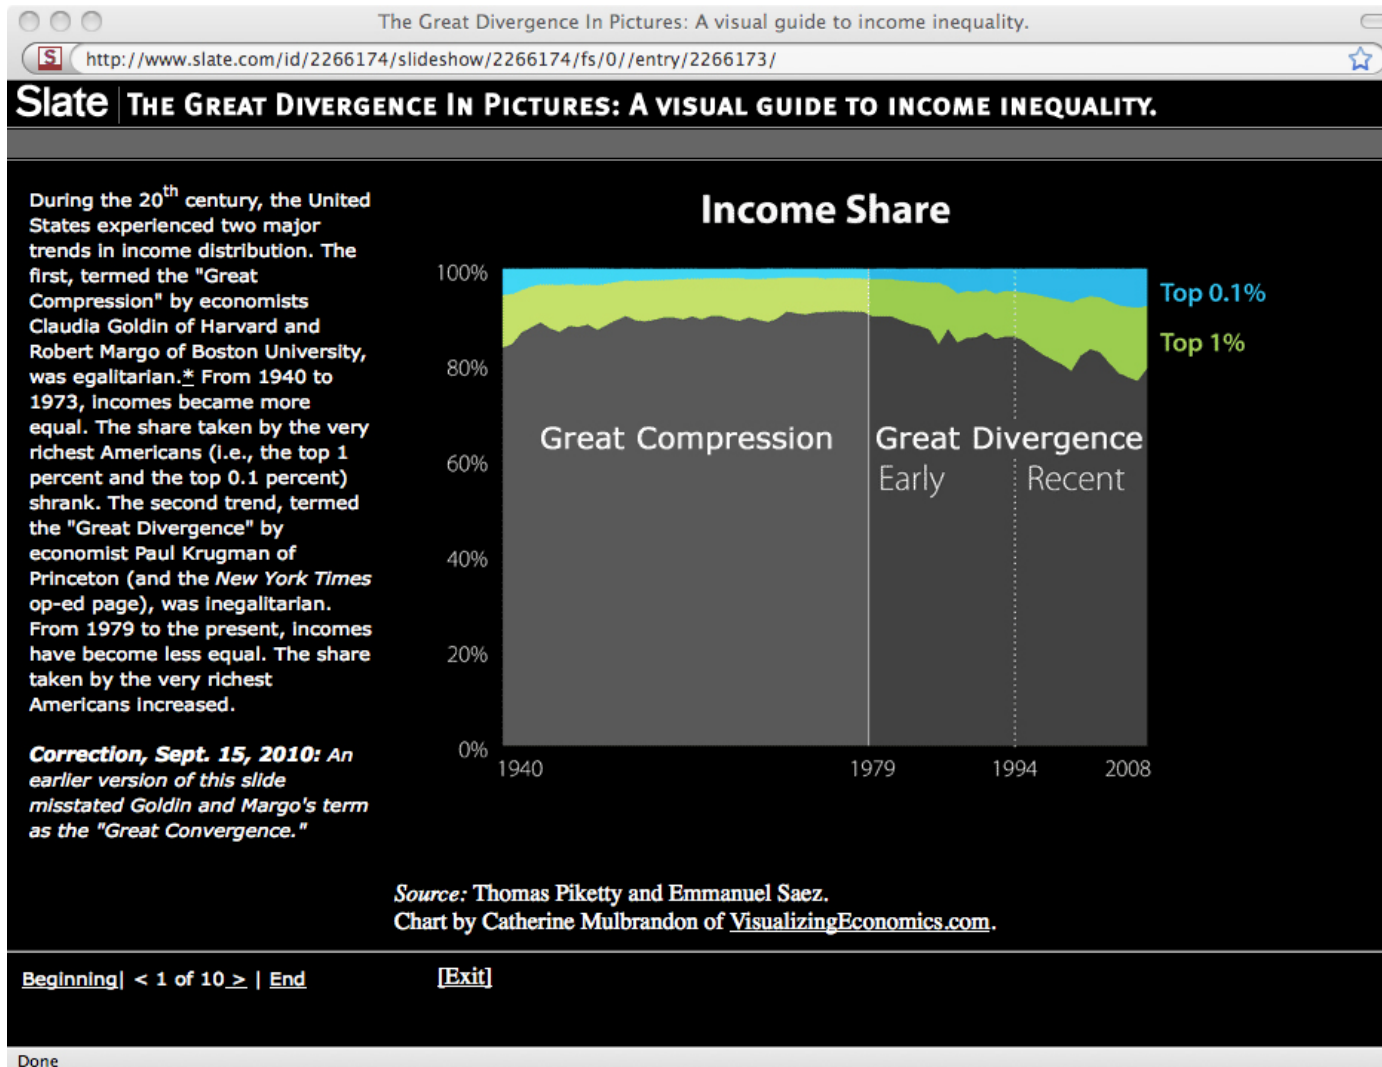 The Great Divergence In Pictures: A visual guide to income inequality.
S http://www.slate.com/id/2266174/slideshow/2266174/fs/0//entry/2266173/
Slate | THE GREAT DIVERGENCE IN PICTURES: A VISUAL GUIDE TO INCOME INEQUALITY.
During the 20th century, the United
States experienced two major
trends in income distribution. The
first, termed the "Great
Compression" by economists
Claudia Goldin of Harvard and
Robert Margo of Boston University,
was egalitarian.* From 1940 to
1973, incomes became more
equal. The share taken by the very
richest Americans (i.e., the top 1
percent and the top 0.1 percent)
shrank. The second trend, termed
the "Great Divergence" by
economist Paul Krugman of
Princeton (and the New York Times
op-ed page), was inegalitarian.
From 1979 to the present, incomes
have become less equal. The share
taken by the very richest
Americans increased.
Correction, Sept. 15, 2010: An
earlier version of this slide
misstated Goldin and Margo's term
as the "Great Convergence."
Income Share
100%
80%
60%
40%
20%
0%
Top 0.1%
Top 1%
Great Compression
Great Divergence
Early
Recent
1940
1979
1994
2008
Source: Thomas Piketty and Emmanuel Saez.
Chart by Catherine Mulbrandon of VisualizingEconomics.com.
Beginning| < 1 of 10 > | End
[Exit]
Done